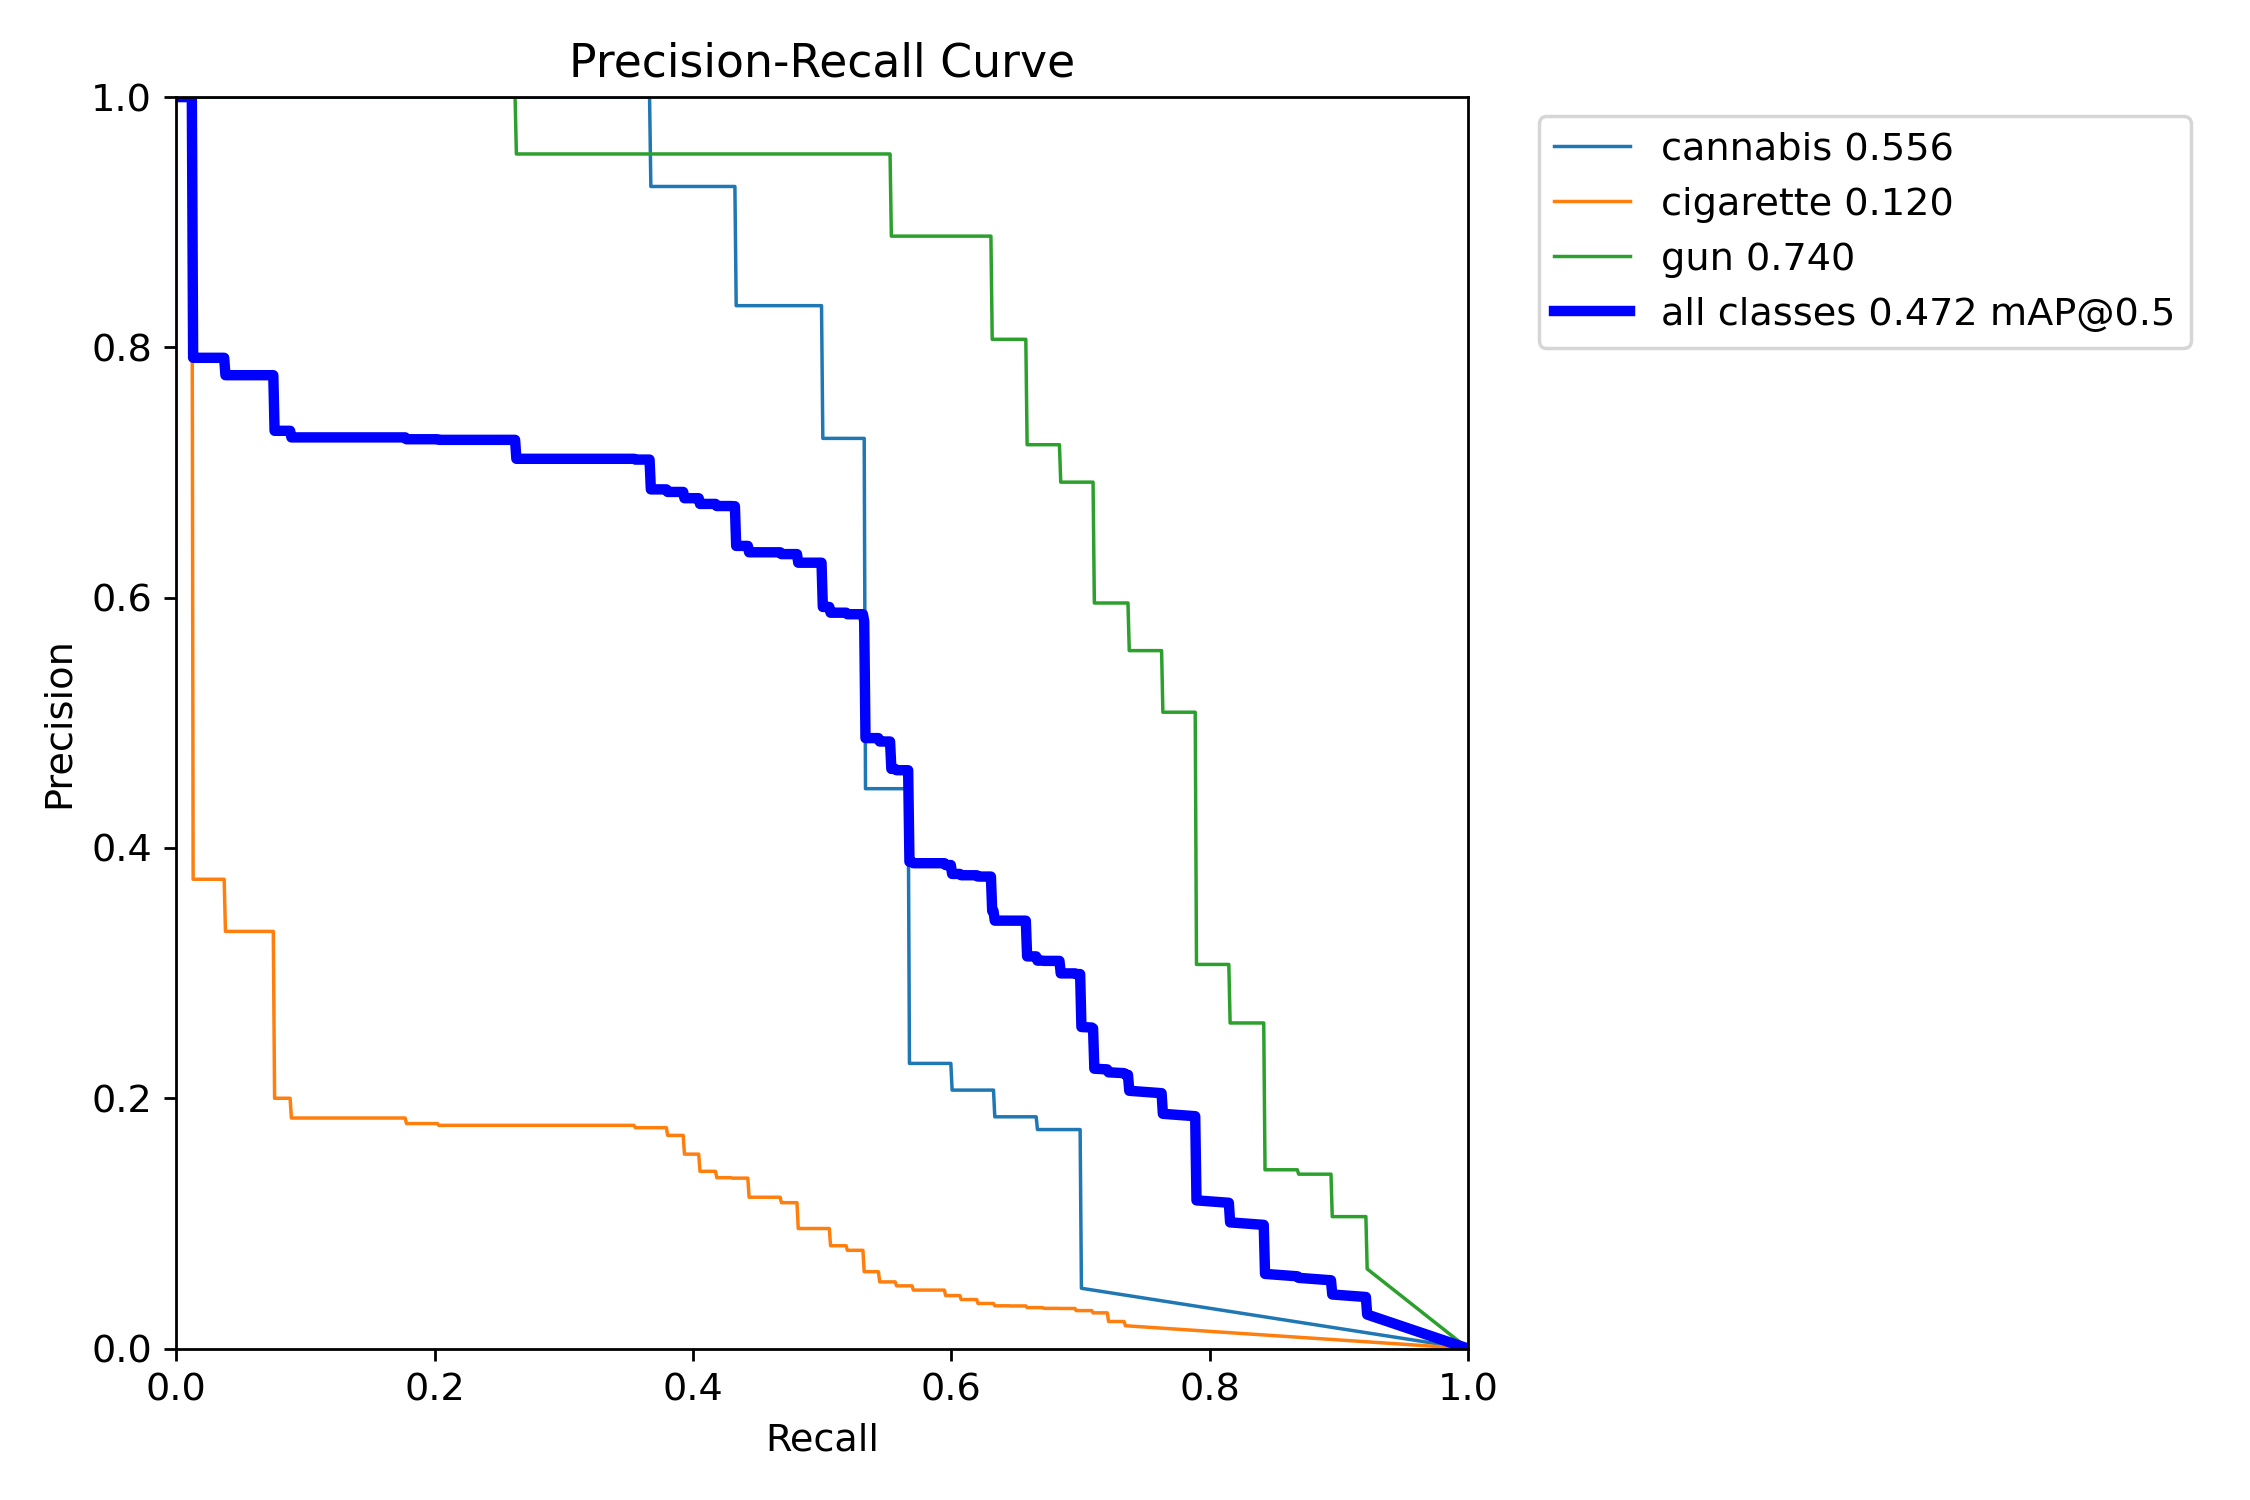 Precision-Recall Curve
1.0
0.8
0.6
0.4
0.2
0.0
Precision
0.0 0.2 0.4 0.6 0.8 1.0
Recall
cannabis 0.556
cigarette 0.120
gun 0.740
all classes 0.472 mAP@0.5